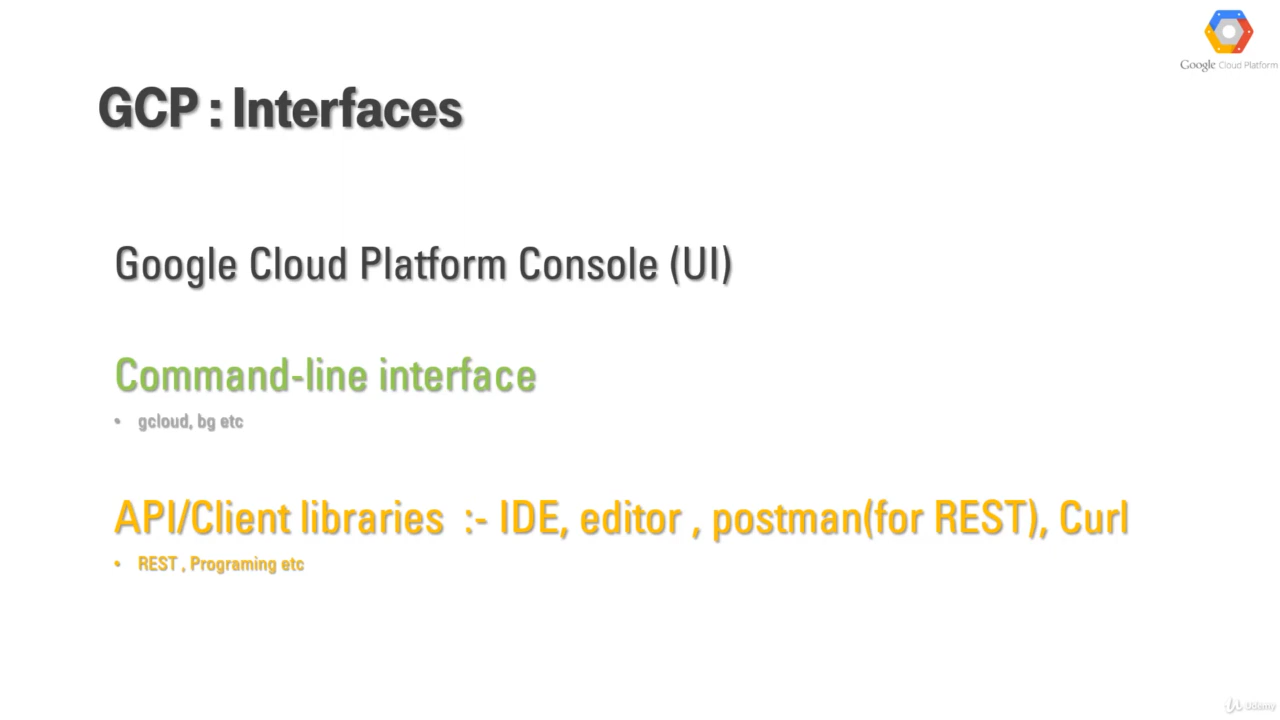 Google Cloud Platform
GCP : Interfaces
Google Cloud Platform Console (UI)
Command-line interface
• gcloud, bg etc
API/Client libraries :- IDE, editor , postman(for REST), Curl
• REST , Programing etc
Udemy